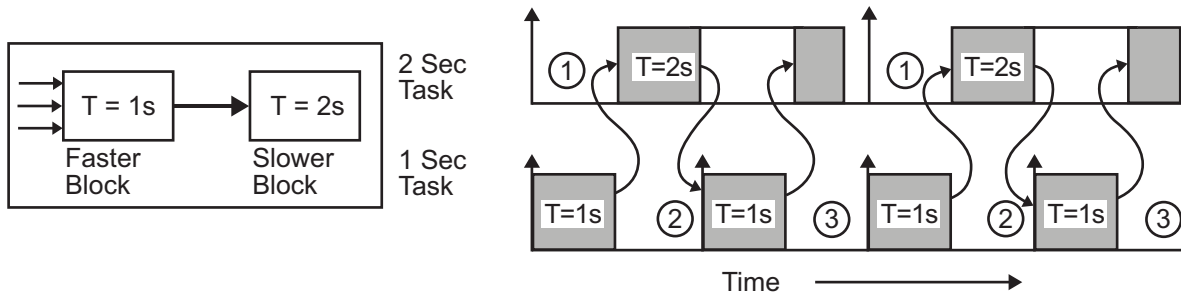 T = 1s
T = 2s
Faster
Block
Slower
Block
2 Sec
Task
1 Sec
Task
1
T=2s
1
T=2s
T=1s
2
T=1s
3
T=1s
2
T=1s
3
Time